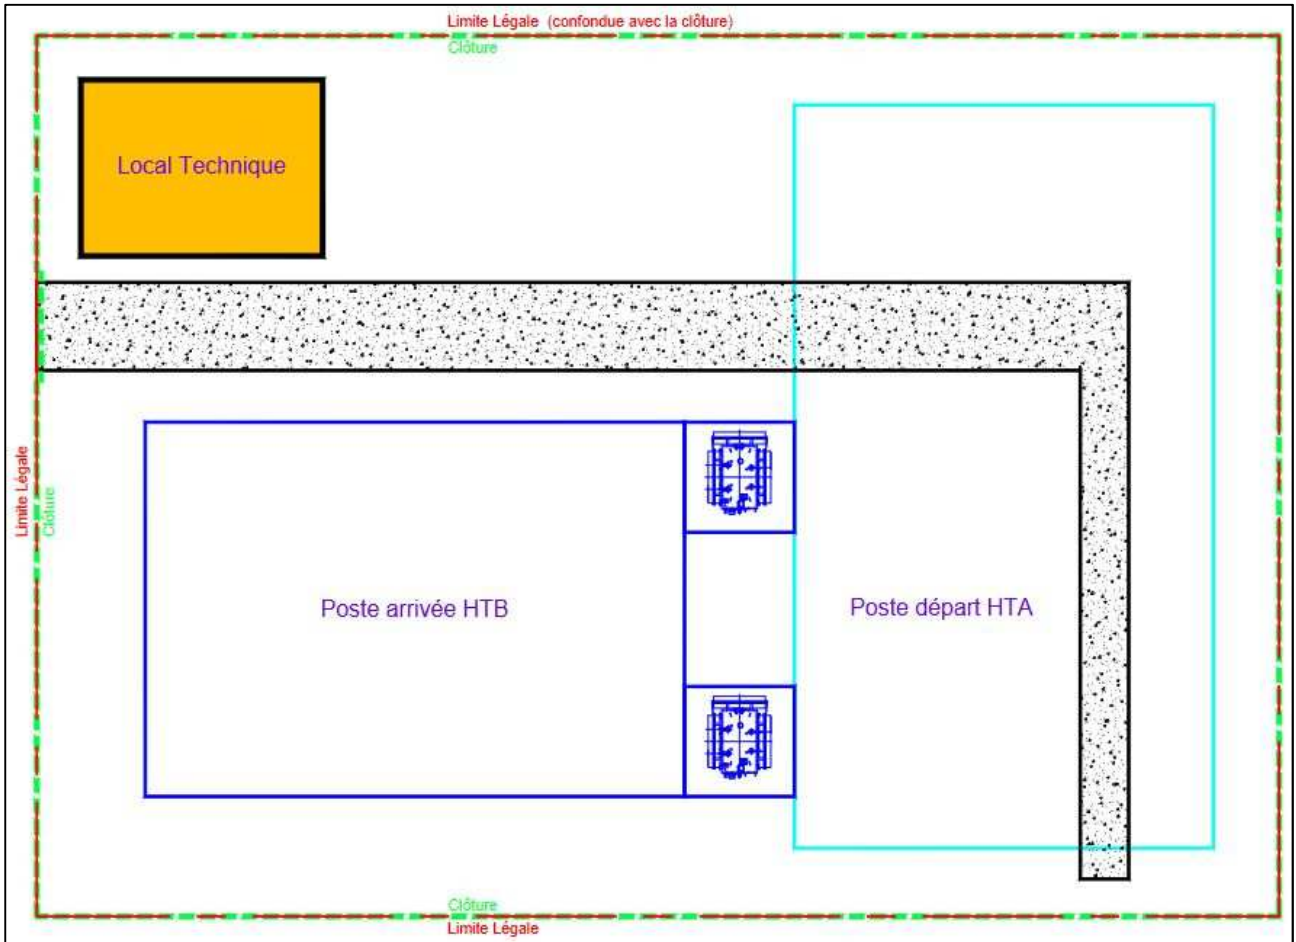 Limite Légale (confondue avec la clôture)
Clôture
Local Technique
Limite Légale
Clôture
Poste arrivée HTB
Poste départ HTA
Clôture
Limite Légale